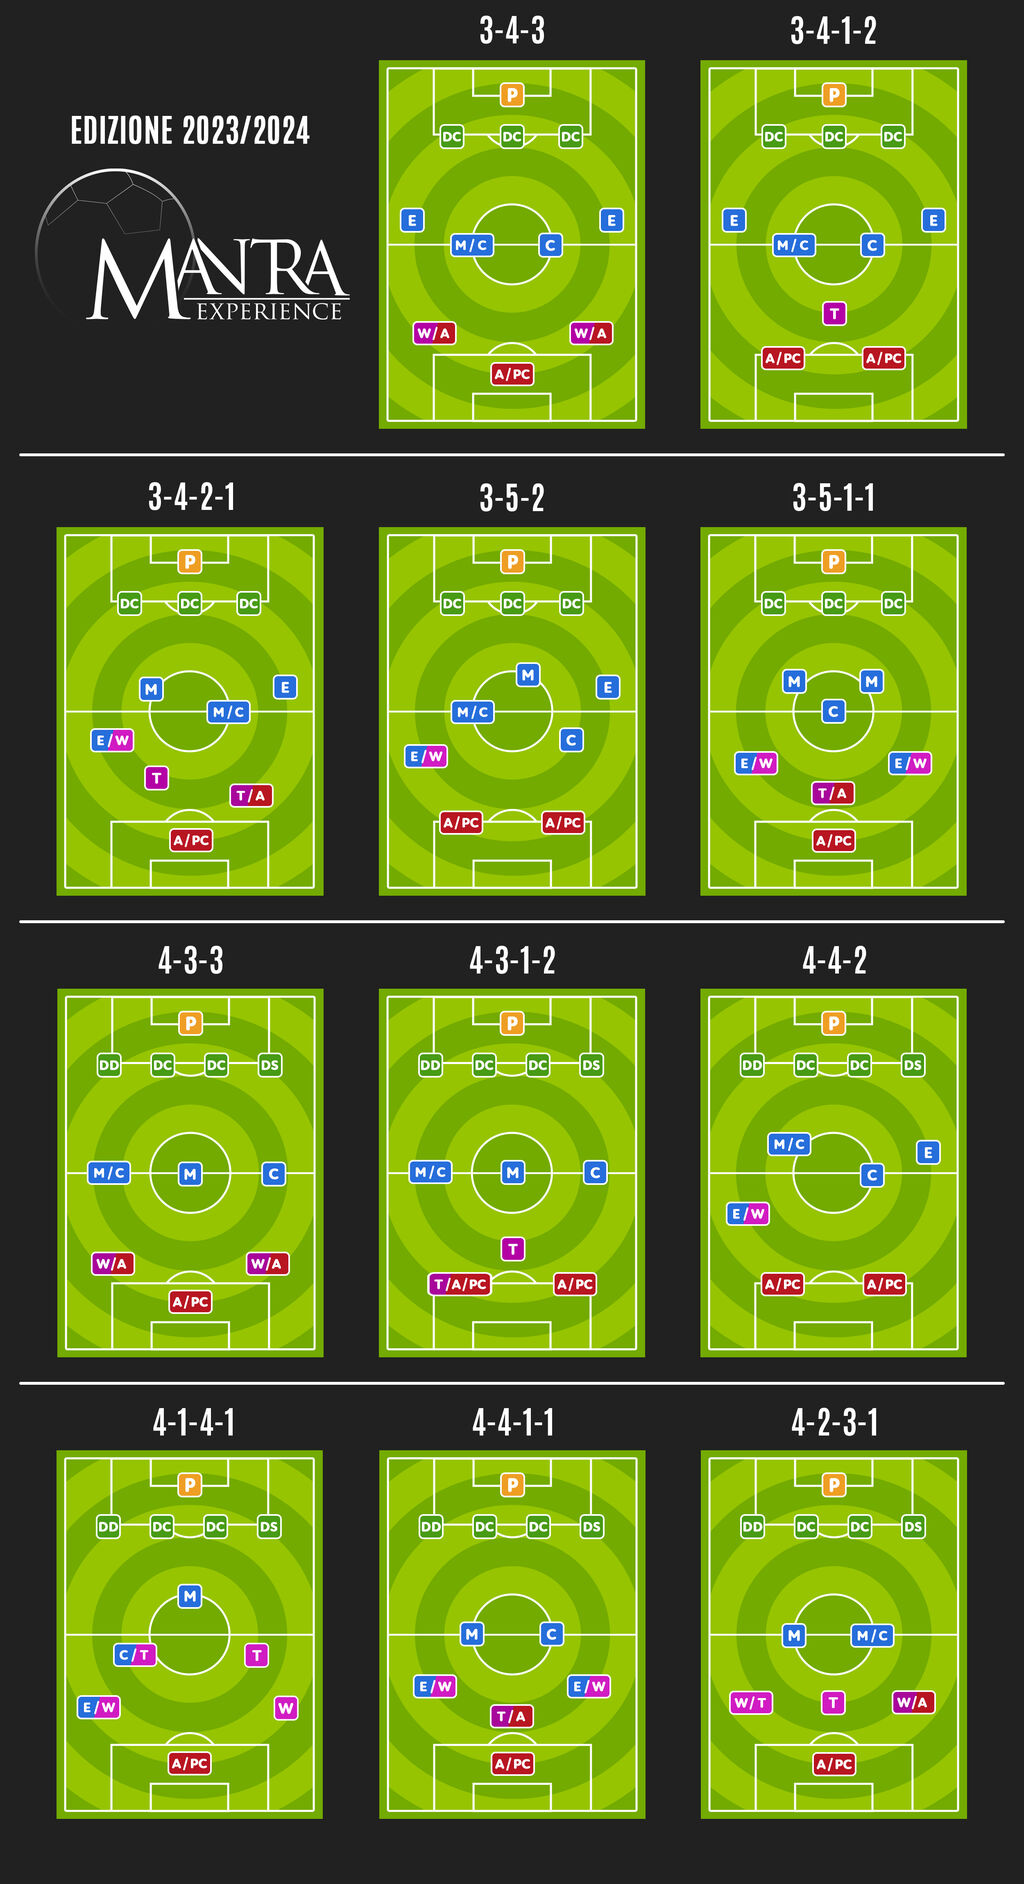 3-4-3
3-4-1-2
EDIZIONE 2023/2024
MANTRA
EXPERIENCE
P
DC DC DC
E E
M/C C
W/A W/A
A/PC
P
DC DC DC
E E
M/C C
T
A/PC A/PC
3-4-2-1
3-5-2
3-5-1-1
P
DC DC DC
M E
M/C
E/W
T
T/A
A/PC
P
DC DC DC
M
E
M/C
C
E/W
A/PC A/PC
P
DC DC DC
M M
C
E/W E/W
T/A
A/PC
4-3-3
4-3-1-2
4-4-2
P
DD DC DC DS
M/C M C
W/A W/A
A/PC
P
DD DC DC DS
M/C M C
T
T/A/PC A/PC
P
DD DC DC DS
M/C E
C
E/W
A/PC A/PC
4-1-4-1
4-4-1-1
4-2-3-1
P
DD DC DC DS
M
C/T T
E/W W
A/PC
P
DD DC DC DS
M C
E/W E/W
T/A
A/PC
P
DD DC DC DS
M M/C
W/T T W/A
A/PC